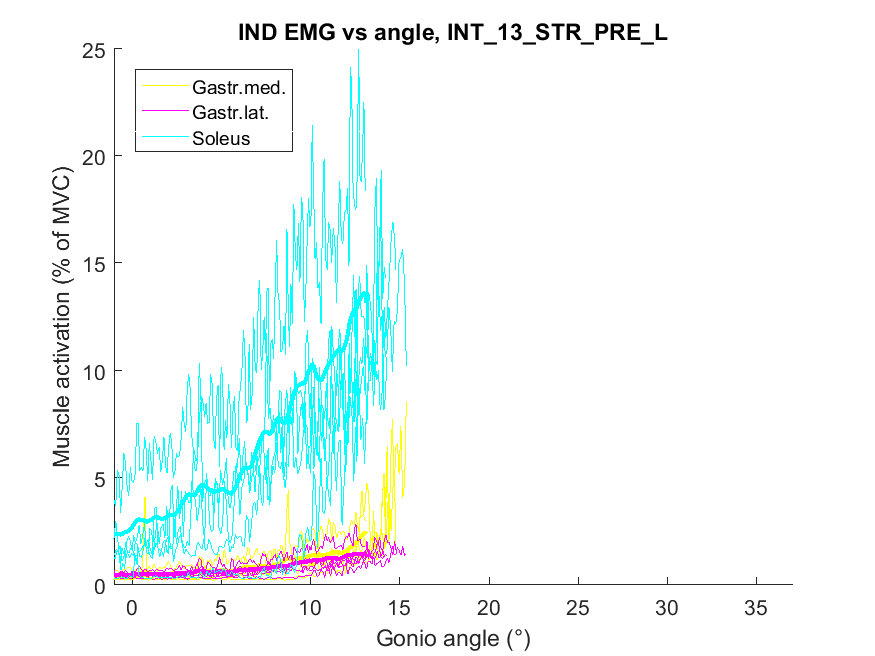 IND EMG vs angle, INT_13_STR_PRE_L
25
20
15
10
5
0
Muscle activation (% of MVC)
Gastr.med.
Gastr.lat.
Soleus
0 5 10 15 20 25 30 35
Gonio angle (°)